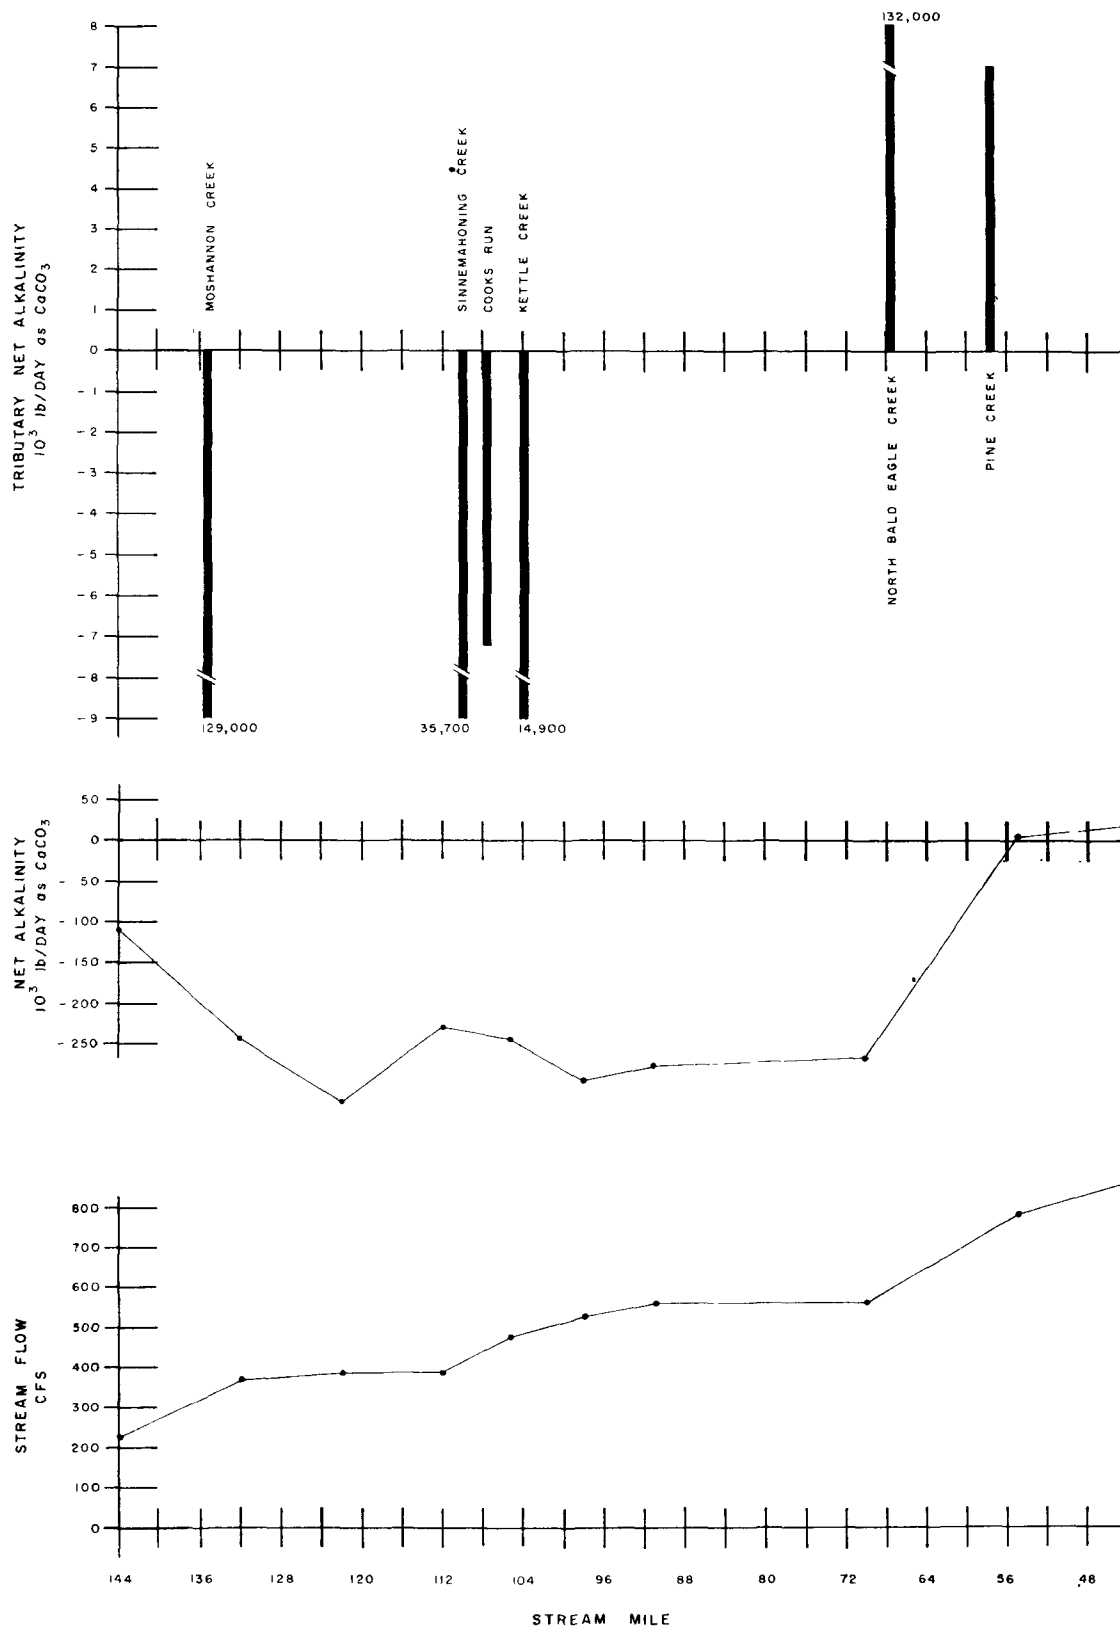 132,000
8
7
6
5
4
3
2
1
0
- 1
- 2
- 3
- 4
- 5
- 6
- 7
- 8
- 9
TRIBUTARY NET ALKALINITY
10³ lb/DAY as CaCO₃
MOSHANNON CREEK
SINNEMAHONING CREEK
COOKS RUN
KETTLE CREEK
NORTH BALD EAGLE CREEK
PINE CREEK
129,000
35,700
14,900
50
0
- 50
- 100
- 150
- 200
- 250
NET ALKALINITY
10³ lb/DAY as CaCO₃
800
700
600
500
400
300
200
100
0
STREAM FLOW
CFS
144 136 128 120 112 104 96 88 80 72 64 56 48
STREAM MILE